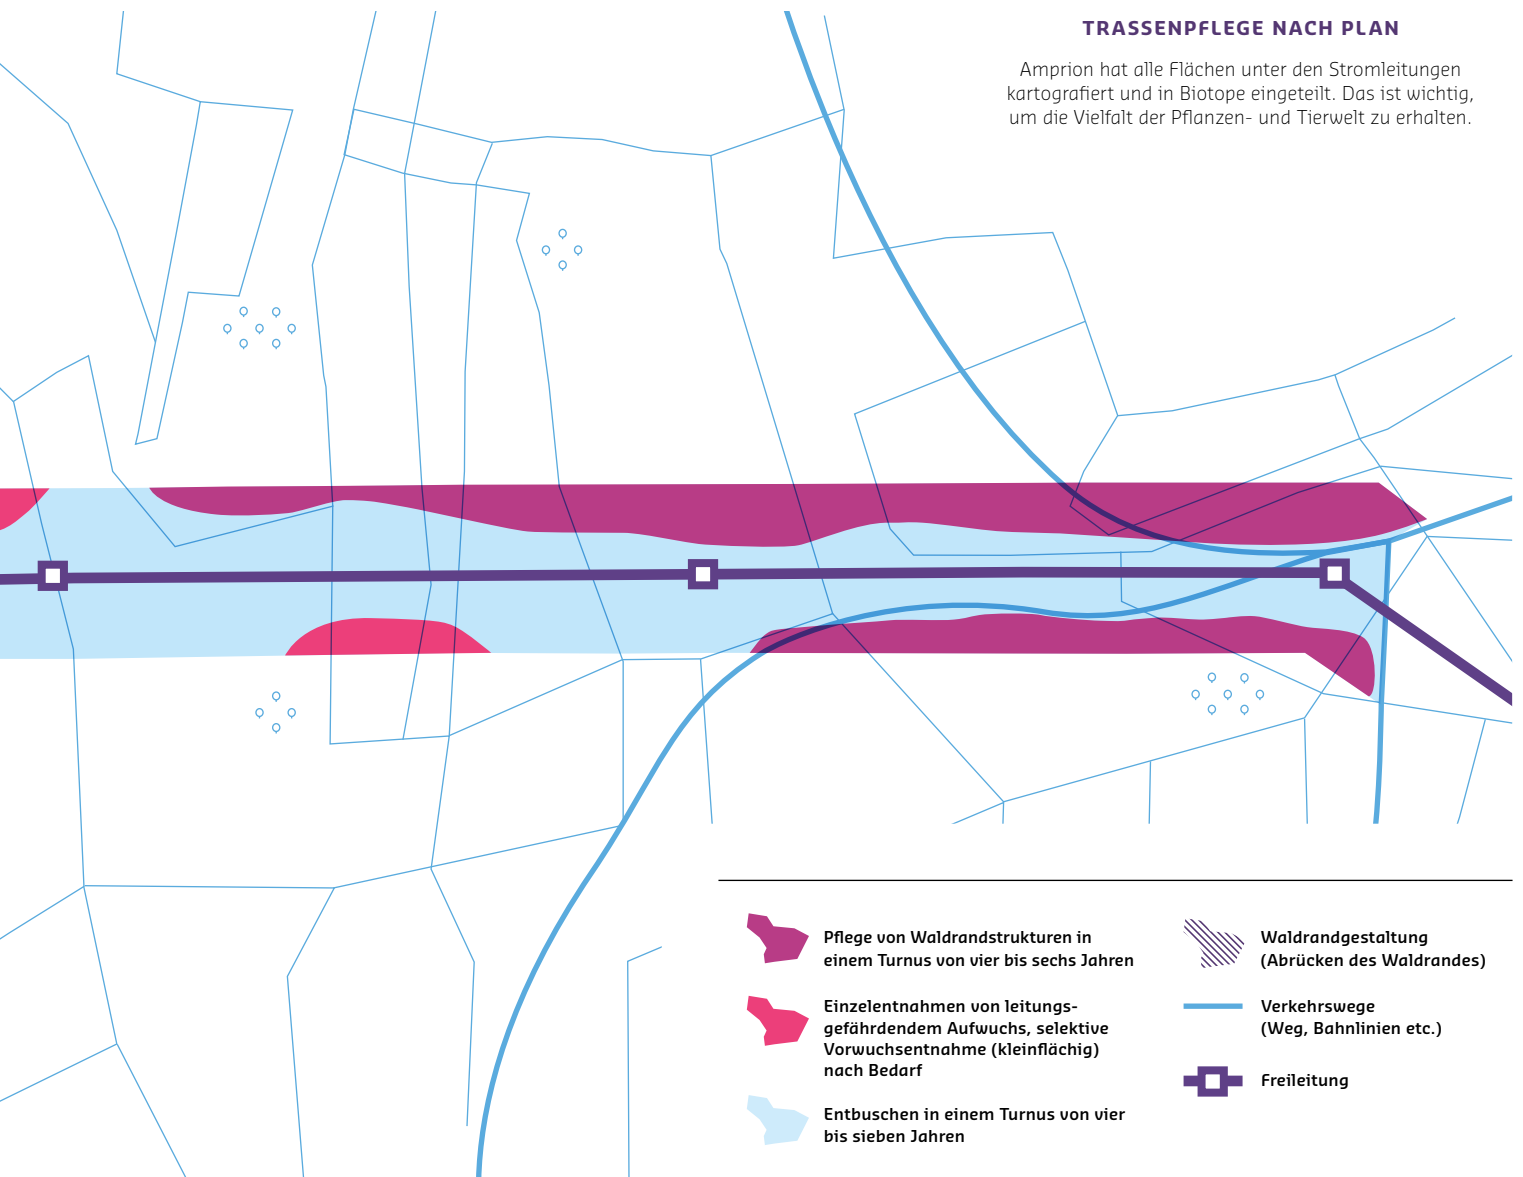 TRASSENPFLEGE NACH PLAN
Amprion hat alle Flächen unter den Stromleitungen
kartografiert und in Biotope eingeteilt. Das ist wichtig,
um die Vielfalt der Pflanzen- und Tierwelt zu erhalten.
Pflege von Waldrandstrukturen in
einem Turnus von vier bis sechs Jahren
Einzelentnahmen von leitungs-
gefährdendem Aufwuchs, selektive
Vorwuchsentnahme (kleinflächig)
nach Bedarf
Entbuschen in einem Turnus von vier
bis sieben Jahren
Waldrandgestaltung
(Abrücken des Waldrandes)
Verkehrswege
(Weg, Bahnlinien etc.)
Freileitung